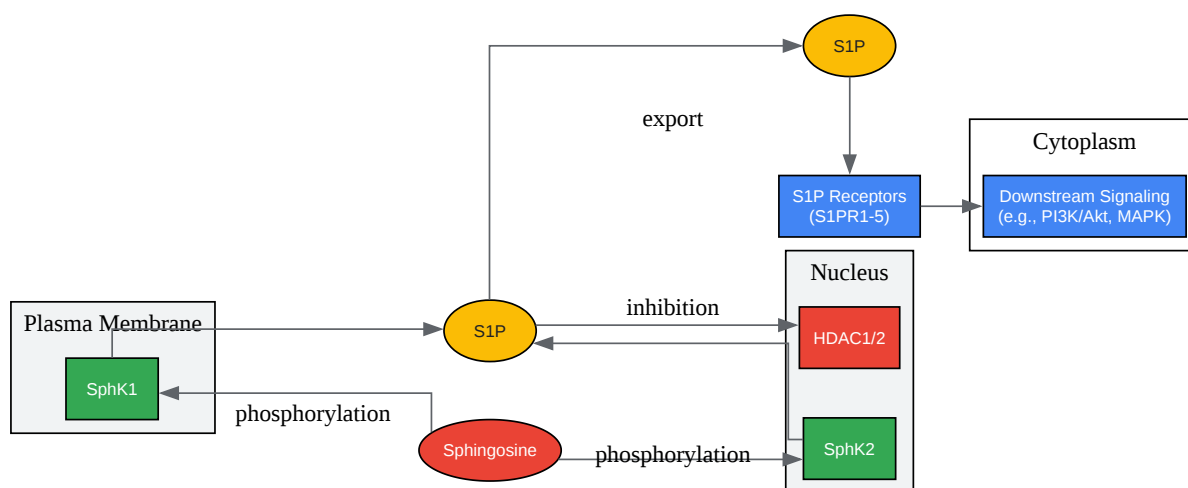 S1P
export
Cytoplasm
S1P Receptors
(S1PR1-5)
Downstream Signaling
(e.g., PI3K/Akt, MAPK)
Nucleus
Plasma Membrane
S1P
inhibition
HDAC1/2
SphK1
phosphorylation
Sphingosine
phosphorylation
SphK2